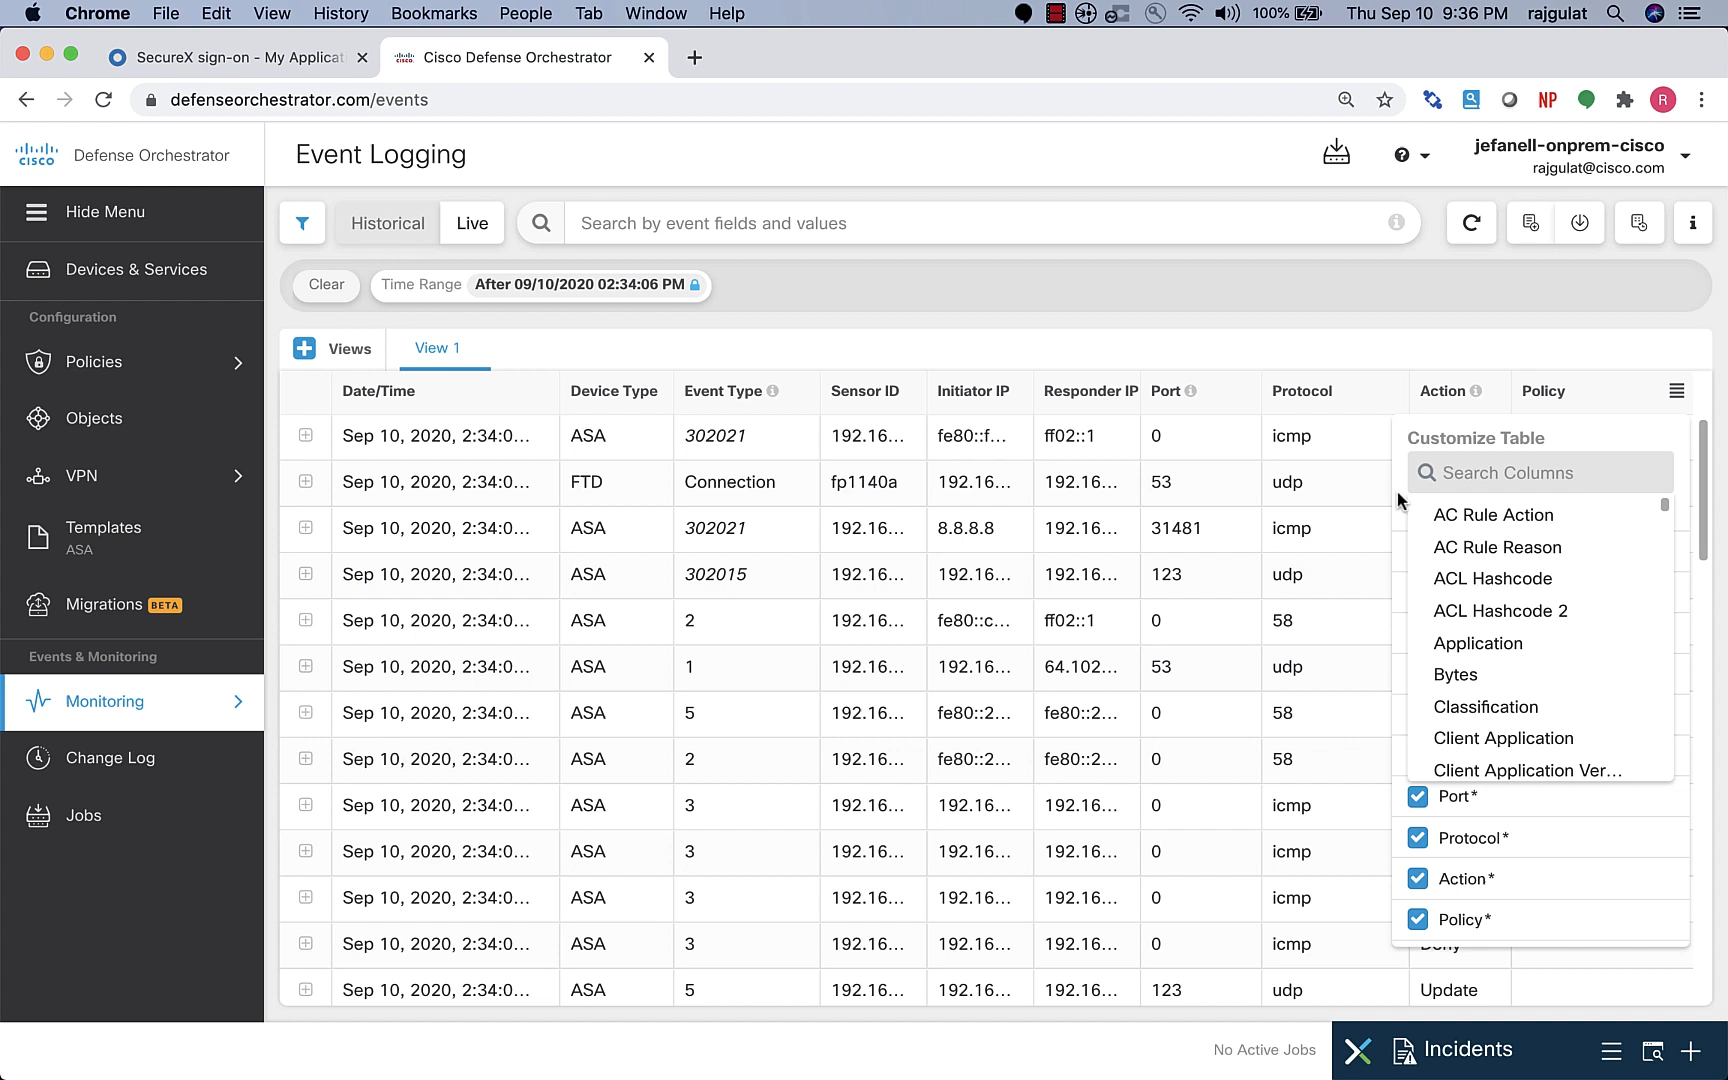 Chrome File Edit View History Bookmarks People Tab Window Help 100% Thu Sep 10 9:36 PM rajgulat
SecureX sign-on - My Applicati Cisco Defense Orchestrator
defenseorchestrator.com/events NP R
cisco Defense Orchestrator Event Logging jefanell-onprem-cisco
rajgulat@cisco.com
Hide Menu Historical Live Search by event fields and values
Devices & Services Clear Time Range After 09/10/2020 02:34:06 PM
Configuration
Policies
Objects
VPN
Templates
ASA
Migrations BETA
Events & Monitoring
Monitoring
Change Log
Jobs
Views View 1
Date/Time Device Type Event Type Sensor ID Initiator IP Responder IP Port Protocol Action Policy
Sep 10, 2020, 2:34:0... ASA 302021 192.16... fe80::f... ff02::1 0 icmp
Sep 10, 2020, 2:34:0... FTD Connection fp1140a 192.16... 192.16... 53 udp
Sep 10, 2020, 2:34:0... ASA 302021 192.16... 8.8.8.8 192.16... 31481 icmp
Sep 10, 2020, 2:34:0... ASA 302015 192.16... 192.16... 192.16... 123 udp
Sep 10, 2020, 2:34:0... ASA 2 192.16... fe80::c... ff02::1 0 58
Sep 10, 2020, 2:34:0... ASA 1 192.16... 192.16... 64.102... 53 udp
Sep 10, 2020, 2:34:0... ASA 5 192.16... fe80::2... fe80::2... 0 58
Sep 10, 2020, 2:34:0... ASA 2 192.16... fe80::2... fe80::2... 0 58
Sep 10, 2020, 2:34:0... ASA 3 192.16... 192.16... 192.16... 0 icmp
Sep 10, 2020, 2:34:0... ASA 3 192.16... 192.16... 192.16... 0 icmp
Sep 10, 2020, 2:34:0... ASA 3 192.16... 192.16... 192.16... 0 icmp
Sep 10, 2020, 2:34:0... ASA 3 192.16... 192.16... 192.16... 0 icmp Deny
Sep 10, 2020, 2:34:0... ASA 5 192.16... 192.16... 192.16... 123 udp Update
Customize Table
Search Columns
AC Rule Action
AC Rule Reason
ACL Hashcode
ACL Hashcode 2
Application
Bytes
Classification
Client Application
Client Application Ver...
Port*
Protocol*
Action*
Policy*
No Active Jobs Incidents